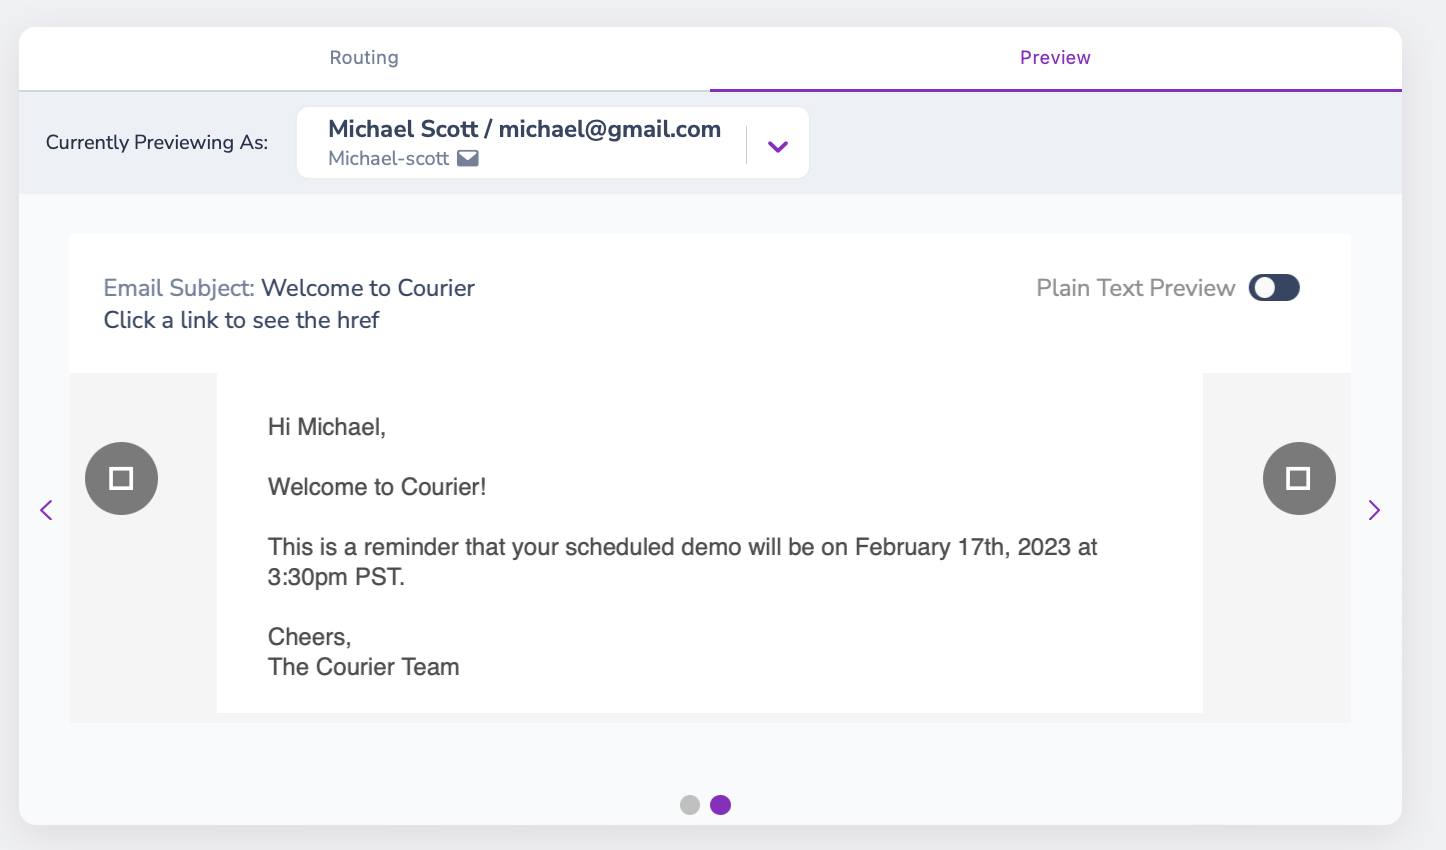 Routing
Preview
Currently Previewing As:
Michael Scott / michael@gmail.com
Michael-scott
Email Subject: Welcome to Courier
Click a link to see the href
Plain Text Preview
Hi Michael,
Welcome to Courier!
This is a reminder that your scheduled demo will be on February 17th, 2023 at
3:30pm PST.
Cheers,
The Courier Team